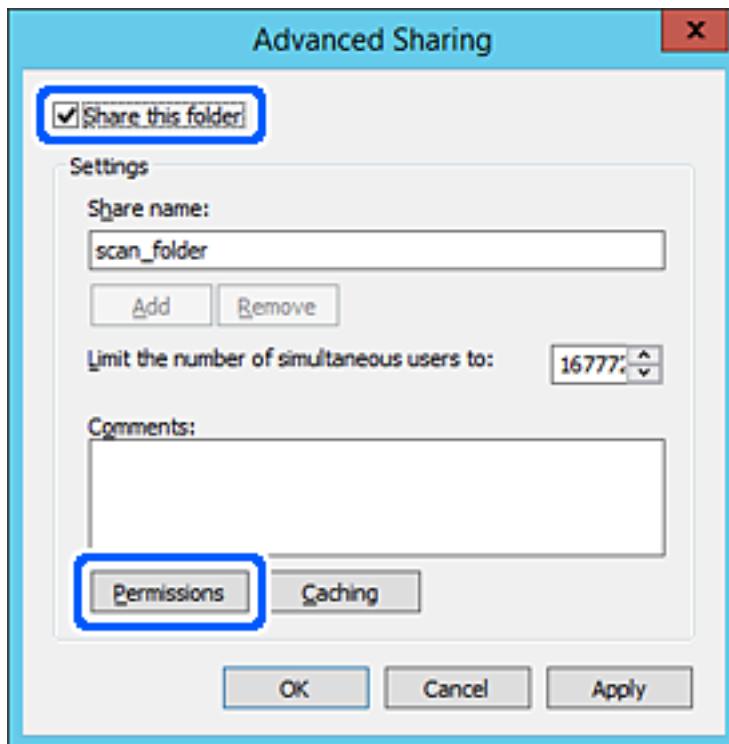 Advanced Sharing
x
Share this folder
Settings
Share name:
scan_folder
Add Remove
Limit the number of simultaneous users to:
Comments:
Permissions Caching
OK Cancel Apply